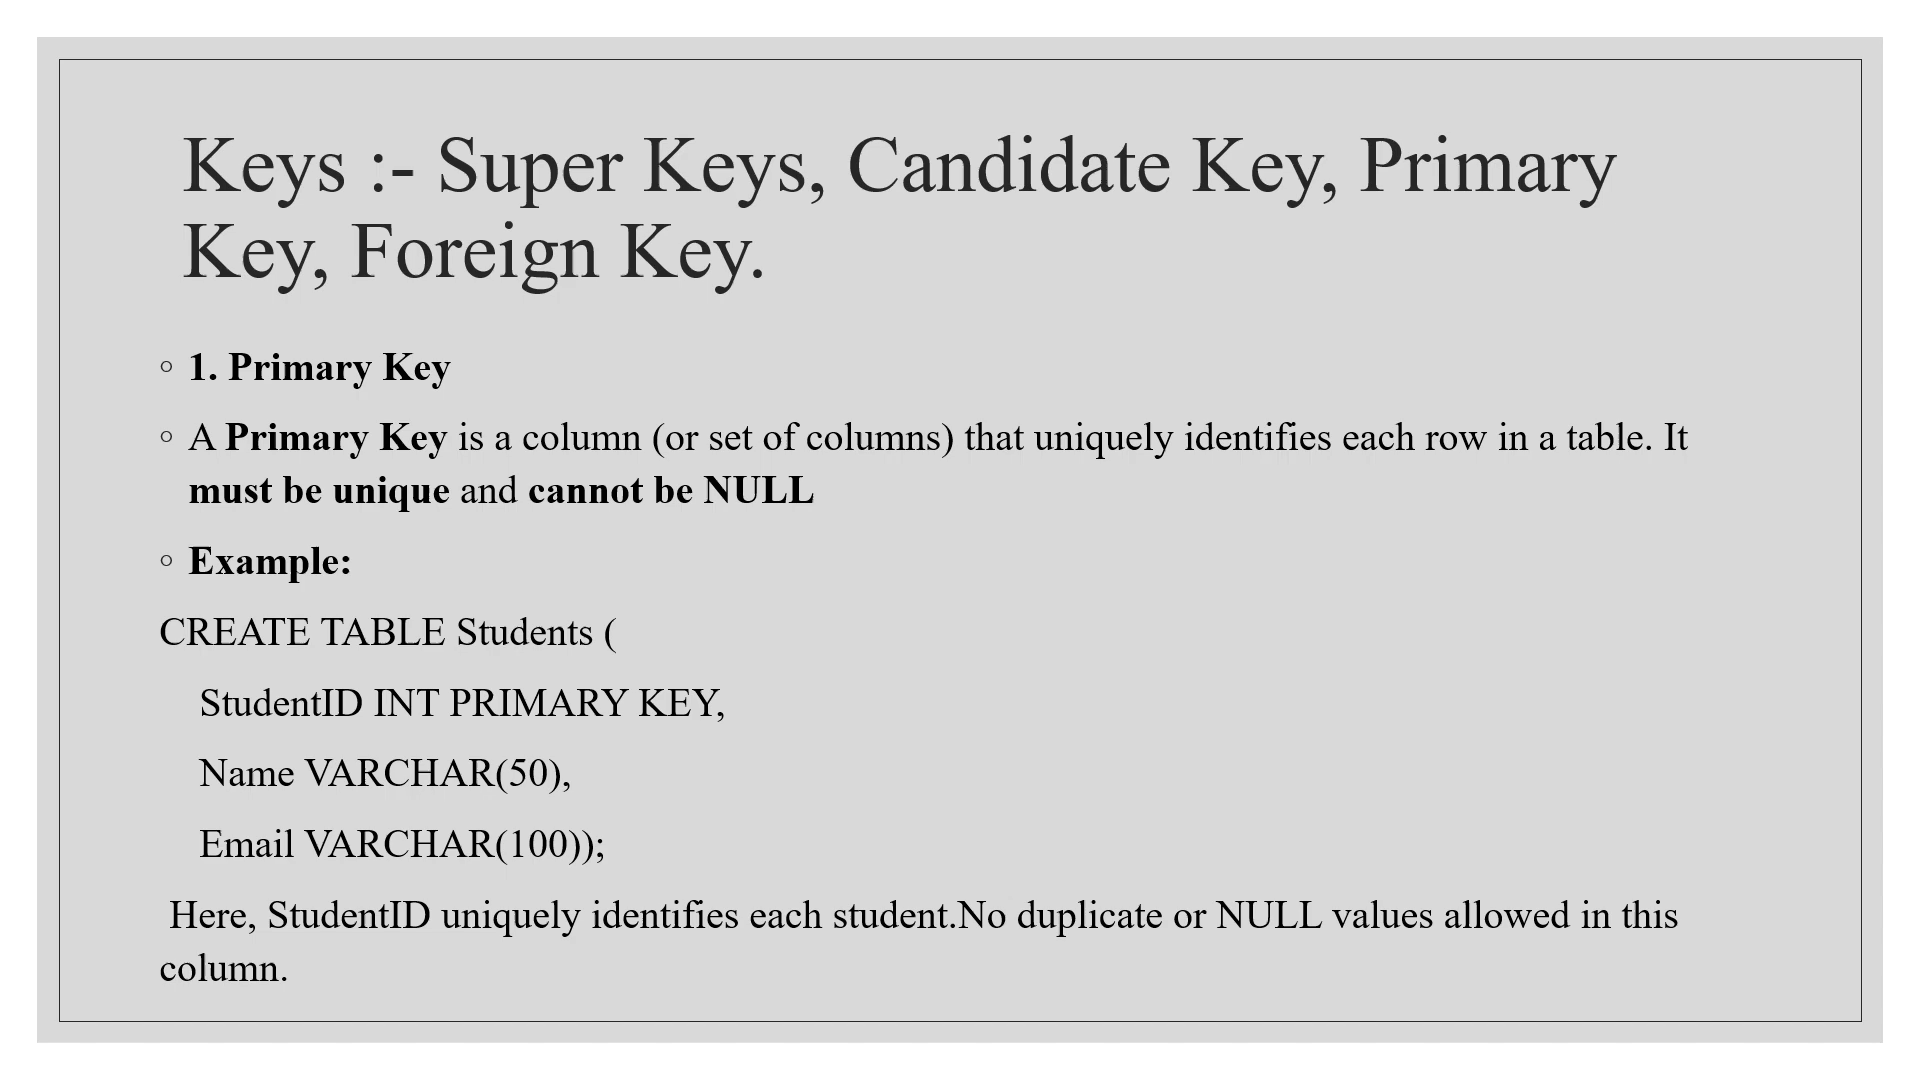 Keys :- Super Keys, Candidate Key, Primary
Key, Foreign Key.
◦ 1. Primary Key
◦ A Primary Key is a column (or set of columns) that uniquely identifies each row in a table. It
must be unique and cannot be NULL
◦ Example:
CREATE TABLE Students (
StudentID INT PRIMARY KEY,
Name VARCHAR(50),
Email VARCHAR(100));
Here, StudentID uniquely identifies each student.No duplicate or NULL values allowed in this
column.